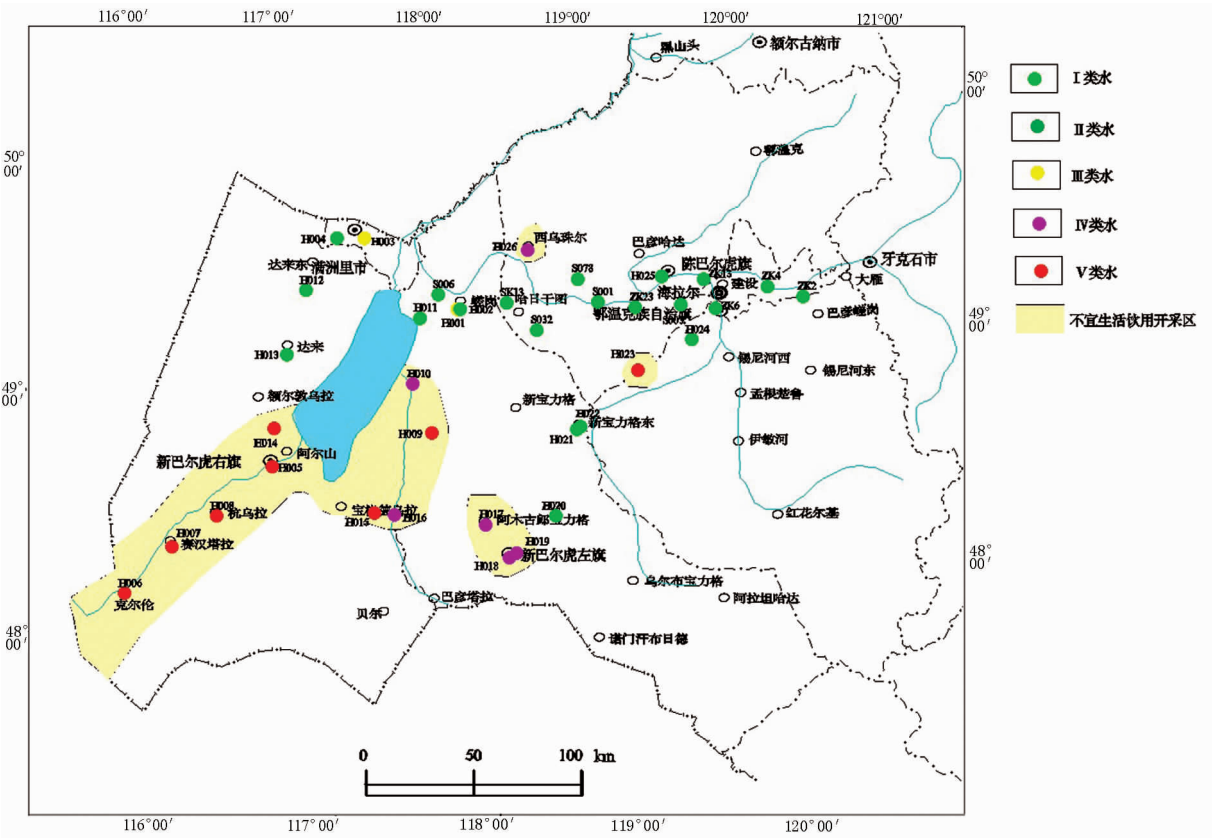 116°00′
117°00′
118°00′
119°00′
120°00′
121°00′
50°
00′
50°
00′
49°
00′
49°
00′
48°
00′
48°
00′
黑山头
额尔古纳市
鄂温克
H004
H003
达来东
满洲里市
H012
H026
西乌珠尔
巴彦哈达
S078
H025
陈巴尔虎旗
ZK15
建设
ZK4
ZK2
牙克石市
大雁
巴彦嵯岗
S006
H011
H001
H002
SK13
哈日干图
S032
S001
ZK23
海拉尔
鄂温克族自治旗
ZK6
H024
H023
锡尼河西
锡尼河东
孟根楚鲁
伊敏河
红花尔基
H013
达来
额尔敦乌拉
H010
H009
新宝力格
H022
新宝力格东
H021
H014
阿尔山
新巴尔虎右旗
H005
H008
杭乌拉
H007
赛汉塔拉
H006
克尔伦
H015
H016
H017
H020
H019
新巴尔虎左旗
H018
贝尔
巴彦塔拉
乌尔布宝力格
阿拉坦哈达
诺门汗布日德
0
50
100 km
116°00′
117°00′
118°00′
119°00′
120°00′
I类水
II类水
III类水
IV类水
V类水
不宜生活饮用开采区